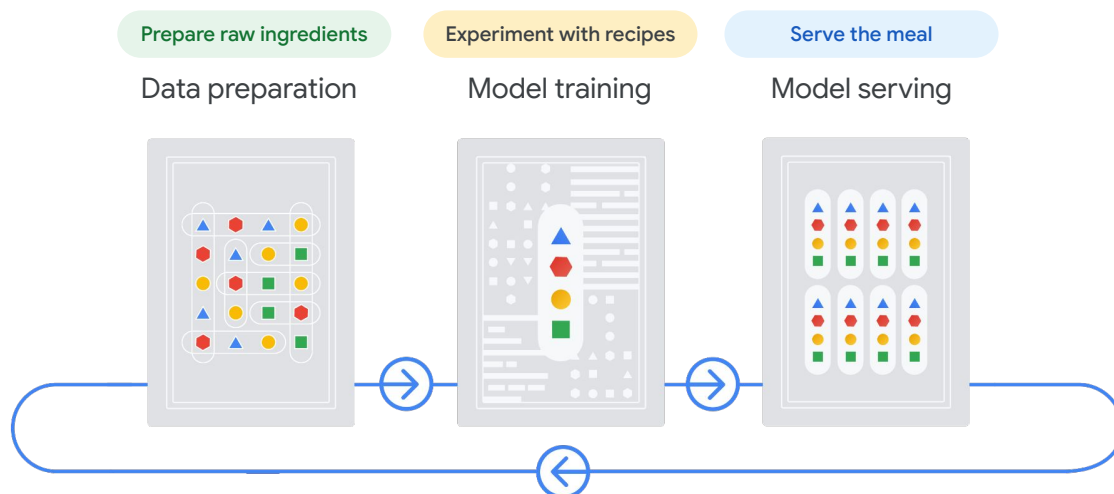 Prepare raw ingredients
Experiment with recipes
Serve the meal
Data preparation
Model training
Model serving